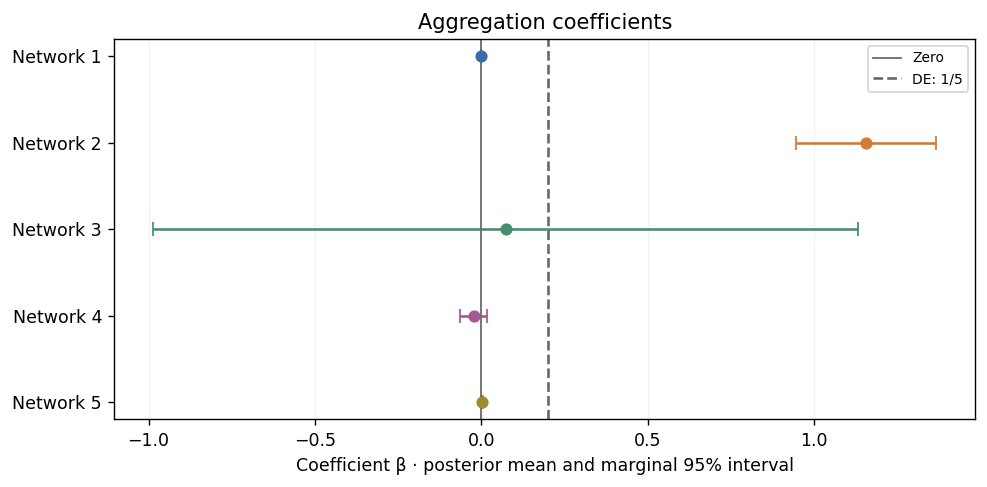 Aggregation coefficients
Network 1
Network 2
Network 3
Network 4
Network 5
Zero
DE: 1/5
−1.0
−0.5
0.0
0.5
1.0
Coefficient β · posterior mean and marginal 95% interval